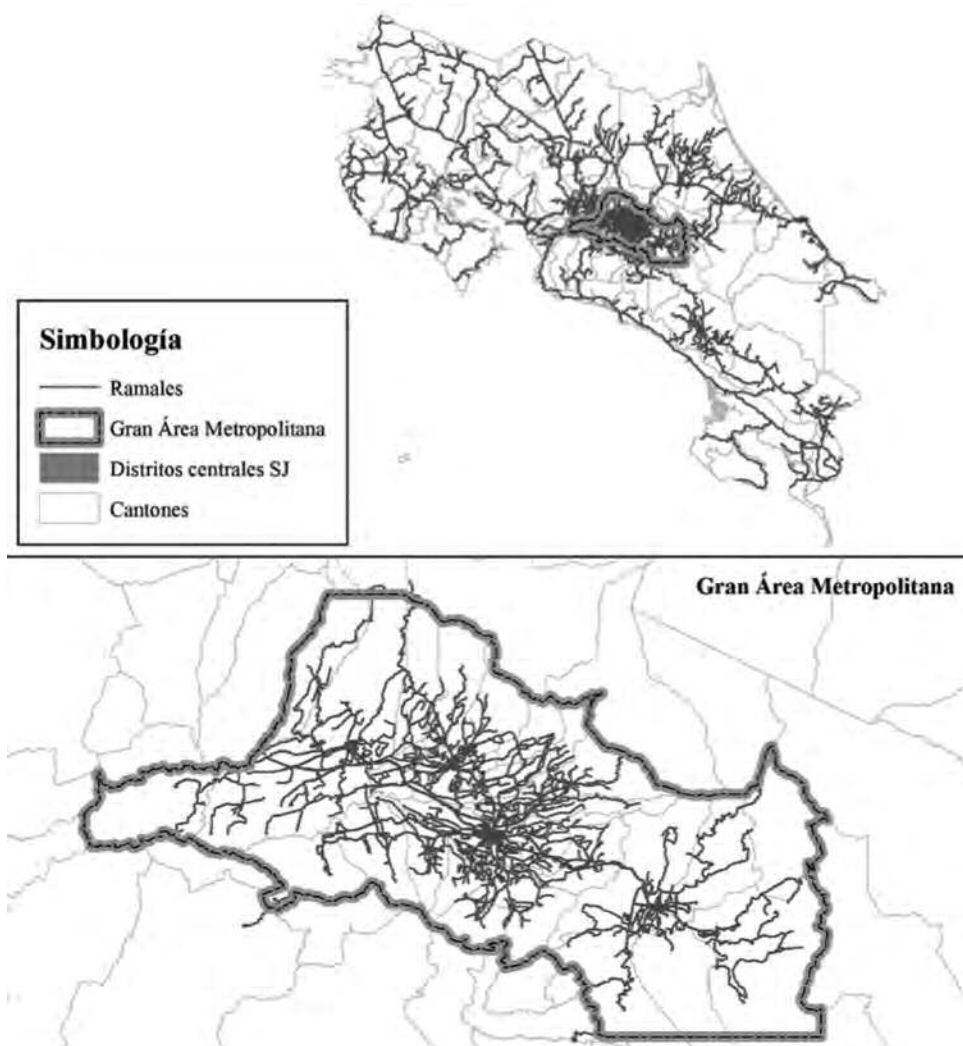 Simbología
Ramales
Gran Área Metropolitana
Distritos centrales SJ
Cantones
Gran Área Metropolitana